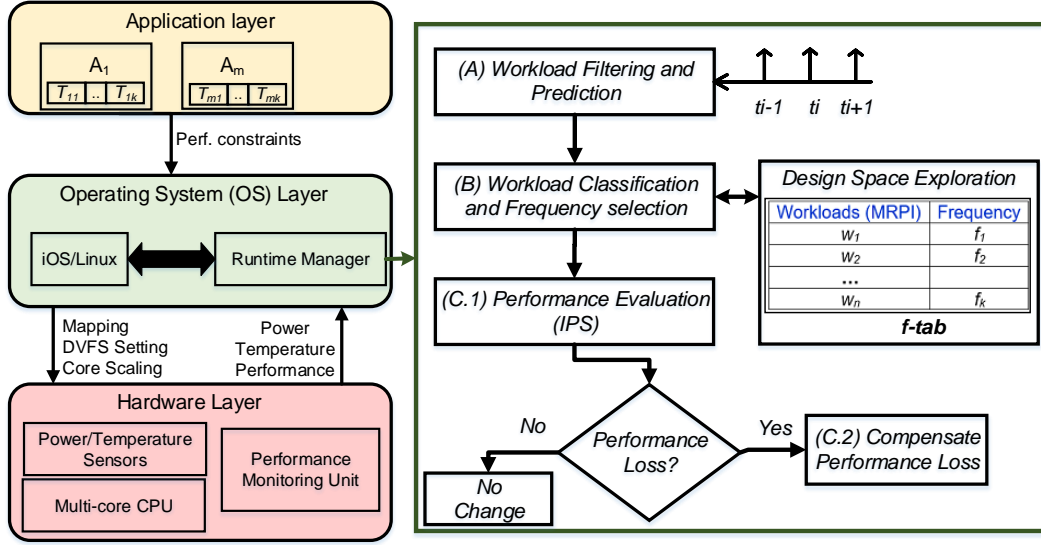 Application layer
A1
T11 .. T1k
Am
Tm1 .. Tmk
Perf. constraints
Operating System (OS) Layer
iOS/Linux
Runtime Manager
Mapping
DVFS Setting
Core Scaling
Power
Temperature
Performance
Hardware Layer
Power/Temperature
Sensors
Multi-core CPU
Performance
Monitoring Unit
(A) Workload Filtering and
Prediction
ti-1 ti ti+1
(B) Workload Classification
and Frequency selection
Design Space Exploration
Workloads (MRPI) Frequency
w1 f1
w2 f2
...
wn fk
f-tab
(C.1) Performance Evaluation
(IPS)
Performance
Loss?
No
Yes
No
Change
(C.2) Compensate
Performance Loss